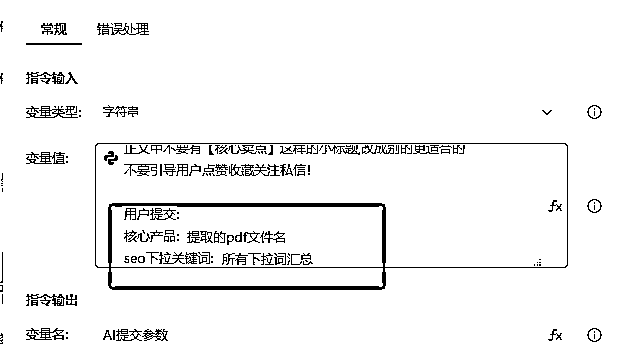 常规 错误处理
指令输入
变量类型: 字符串
变量值: 正文中不要有【核心卖点】这样的小标题,改成别的更适合的
不要引导用户点赞收藏关注私信!
用户提交:
fx
核心产品: 提取的pdf文件名
seo下拉关键词: 所有下拉词汇总
指令输出
变量名: AI提交参数 fx